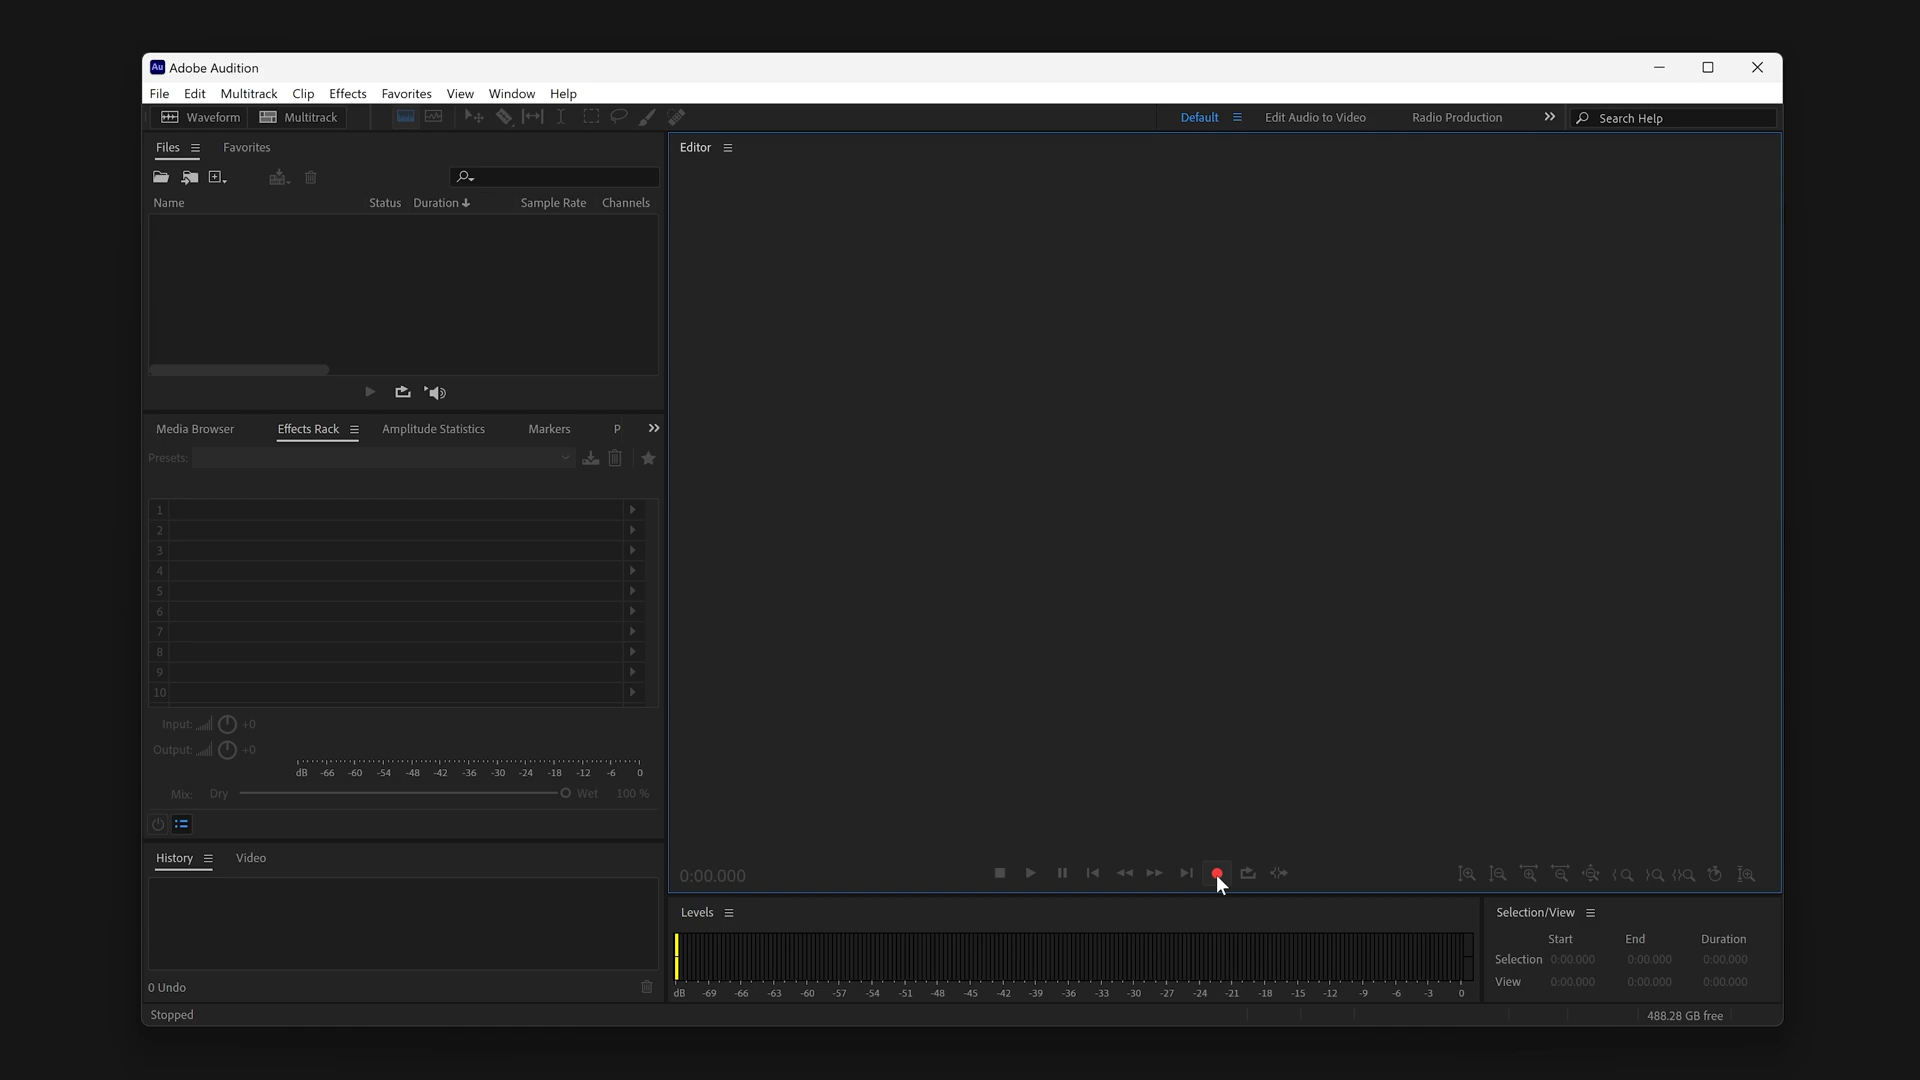 Au Adobe Audition
File Edit Multitrack Clip Effects Favorites View Window Help
Waveform Multitrack Default Edit Audio to Video Radio Production Search Help
Files Favorites
Name Status Duration Sample Rate Channels
Media Browser Effects Rack Amplitude Statistics Markers P
Presets:
1
2
3
4
5
6
7
8
9
10
Input: +0
Output: +0
dB -66 -60 -54 -48 -42 -36 -30 -24 -18 -12 -6 0
Mix: Dry Wet 100 %
History Video
0 Undo
Stopped
Editor
0:00.000
Levels
dB -69 -66 -63 -60 -57 -54 -51 -48 -45 -42 -39 -36 -33 -30 -27 -24 -21 -18 -15 -12 -9 -6 -3 0
Selection/View
Start End Duration
Selection 0:00.000 0:00.000 0:00.000
View 0:00.000 0:00.000 0:00.000
488.28 GB free